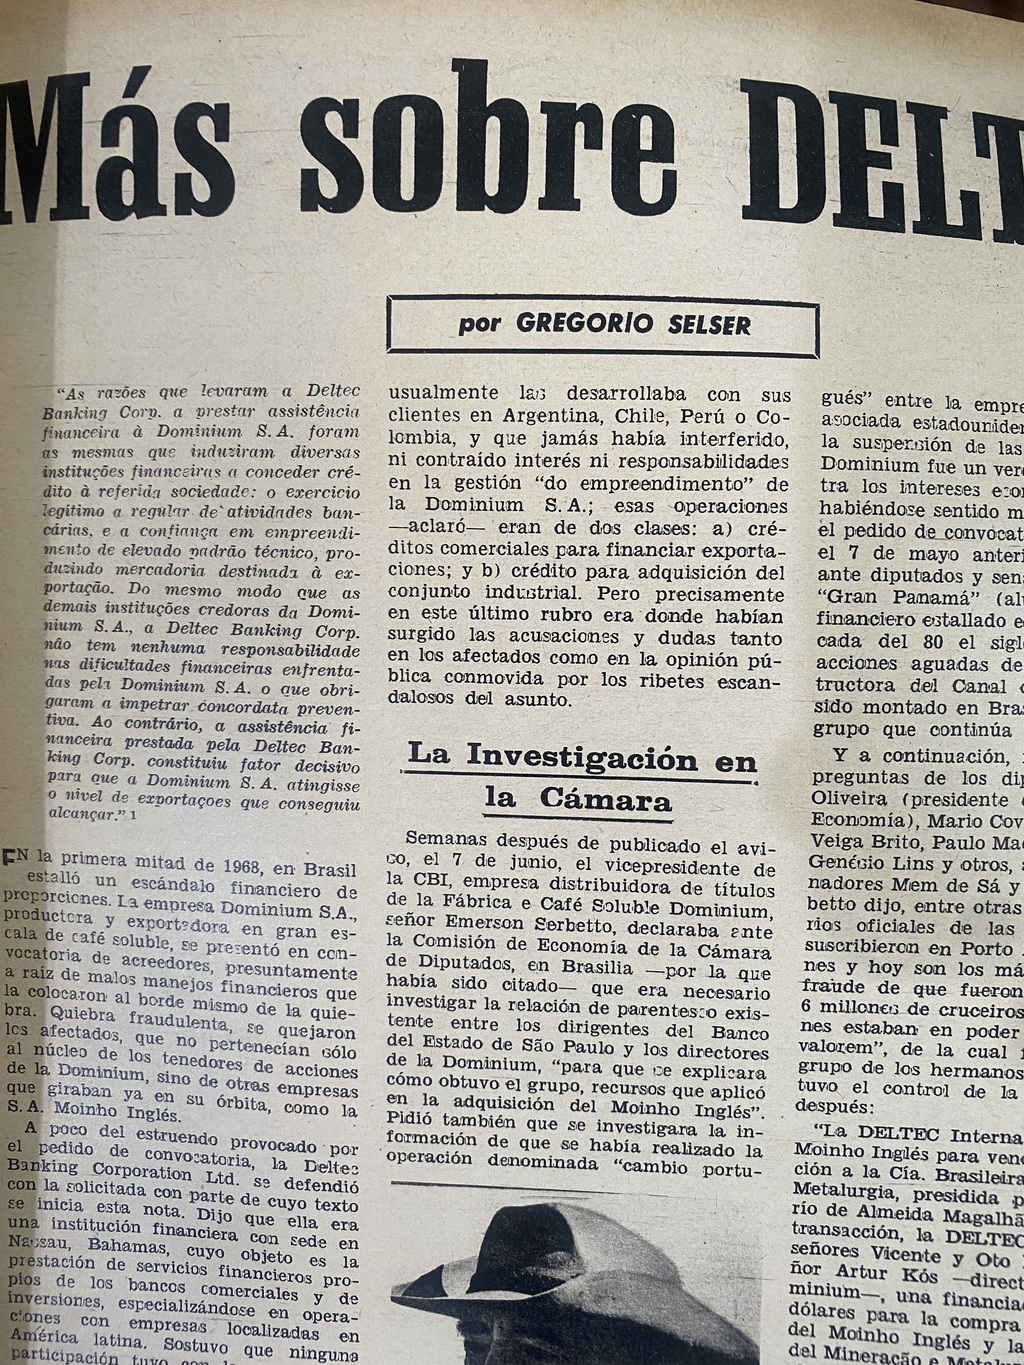 Más sobre DELT
por GREGORIO SELSER
"As razões que levaram a Deltec
Banking Corp. a prestar assistência
financeira à Dominium S.A. foram
as mesmas que induziram diversas
instituções financeiras a conceder cré-
dito à referida sociedade: o exercicio
legítimo a regular de atividades ban-
cárias, e a confiança em empreendi-
mento de elevado padrão técnico, pro-
duzindo mercadoria destinada à ex-
portação. Do mesmo modo que as
demais instituções credoras da Domi-
nium S.A., a Deltec Banking Corp.
não tem nenhuma responsabilidade
nas dificultades financeiras enfrenta-
das pela Dominium S.A. o que obri-
garam a impetrar concordata preven-
tiva. Ao contrário, a assistência fi-
nanceira prestada pela Deltec Ban-
king Corp. constituiu fator decisivo
para que a Dominium S.A. atingisse
o nível de exportaçoes que conseguiu
alcançar." 1
EN la primera mitad de 1968, en Brasil
estalló un escándalo financiero de
proporciones. La empresa Dominium S.A.,
productora y exportadora en gran es-
cala de café soluble, se presentó en con-
vocatoria de acreedores, presuntamente
a raíz de malos manejos financieros que
la colocaron al borde mismo de la quie-
bra. Quiebra fraudulenta, se quejaron
los afectados, que no pertenecían sólo
al núcleo de los tenedores de acciones
de la Dominium, sino de otras empresas
que giraban ya en su órbita, como la
S.A. Moinho Inglés.
A poco del estruendo provocado por
el pedido de convocatoria, la Deltec
Banking Corporation Ltd. se defendió
con la solicitada con parte de cuyo texto
se inicia esta nota. Dijo que ella era
una institución financiera con sede en
Nassau, Bahamas, cuyo objeto es la
prestación de servicios financieros pro-
pios de los bancos comerciales y de
inversiones, especializándose en opera-
ciones con empresas localizadas en
América latina. Sostuvo que ninguna
participación tuvo con
usualmente las desarrollaba con sus
clientes en Argentina, Chile, Perú o Co-
lombia, y que jamás había interferido,
ni contraído interés ni responsabilidades
en la gestión "do empreendimento" de
la Dominium S.A.; esas operaciones
—aclaró— eran de dos clases: a) cré-
ditos comerciales para financiar exporta-
ciones; y b) crédito para adquisición del
conjunto industrial. Pero precisamente
en este último rubro era donde habían
surgido las acusaciones y dudas tanto
en los afectados como en la opinión pú-
blica conmovida por los ribetes escan-
dalosos del asunto.
La Investigación en
la Cámara
Semanas después de publicado el avi-
co, el 7 de junio, el vicepresidente de
la CBI, empresa distribuidora de títulos
de la Fábrica e Café Soluble Dominium,
señor Emerson Serbetto, declaraba ante
la Comisión de Economía de la Cámara
de Diputados, en Brasilia —por la que
había sido citado— que era necesario
investigar la relación de parentesco exis-
tente entre los dirigentes del Banco
del Estado de São Paulo y los directores
de la Dominium, "para que se explicara
cómo obtuvo el grupo, recursos que aplicó
en la adquisición del Moinho Inglés".
Pidió también que se investigara la in-
formación de que se había realizado la
operación denominada "cambio portu-
gués" entre la empre
asociada estadouniden
la suspensión de las
Dominium fue un ver
tra los intereses econ
habiéndose sentido m
el pedido de convocat
el 7 de mayo anteri
ante diputados y sen
"Gran Panamá" (al
financiero estallado e
cada del 80 el sigl
acciones aguadas de
tructora del Canal
sido montado en Bra
grupo que continúa
Y a continuación,
preguntas de los dip
Oliveira (presidente
Economía), Mario Cov
Veiga Brito, Paulo Ma
Genésio Lins y otros,
nadores Mem de Sá y
betto dijo, entre otras
rios oficiales de las
suscribieron en Porto
nes y hoy son los má
fraude de que fueron
6 millones de cruceiros
nes estaban en poder
valorem", de la cual
grupo de los hermanos
tuvo el control de la
después:
"La DELTEC Interna
Moinho Inglés para ven
ción a la Cía. Brasileira
Metalurgia, presidida p
río de Almeida Magalhã
transacción, la DELTEC
señores Vicente y Oto
ñor Artur Kós —direct
minium—, una financia
dólares para la compra
del Moinho Inglés y la
del Mineração e